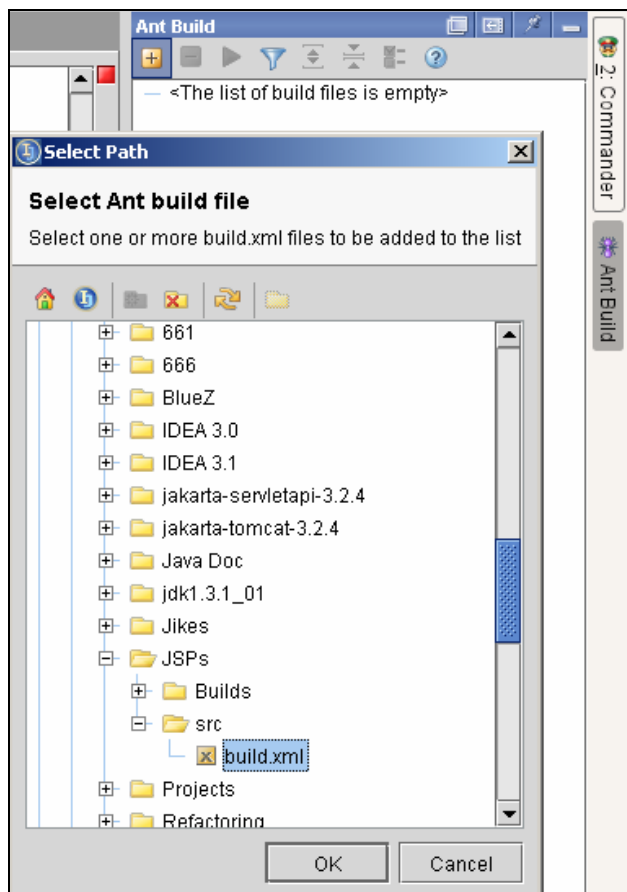 Ant Build
<The list of build files is empty>
2: Commander
Ant Build
Select Path
Select Ant build file
Select one or more build.xml files to be added to the list
661
666
BlueZ
IDEA 3.0
IDEA 3.1
jakarta-servletapi-3.2.4
jakarta-tomcat-3.2.4
Java Doc
jdk1.3.1_01
Jikes
JSPs
Builds
src
build.xml
Projects
Refactoring
OK
Cancel